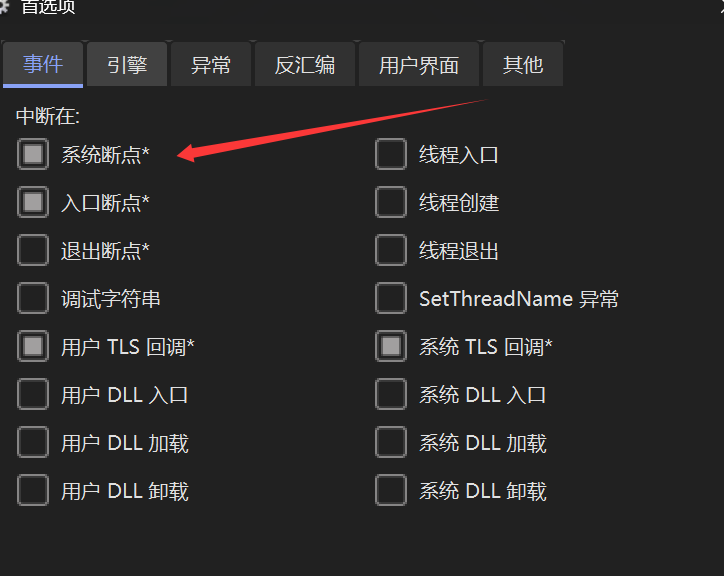 首选项
事件 引擎 异常 反汇编 用户界面 其他
中断在:
系统断点* 线程入口
入口断点* 线程创建
退出断点* 线程退出
调试字符串 SetThreadName 异常
用户 TLS 回调* 系统 TLS 回调*
用户 DLL 入口 系统 DLL 入口
用户 DLL 加载 系统 DLL 加载
用户 DLL 卸载 系统 DLL 卸载